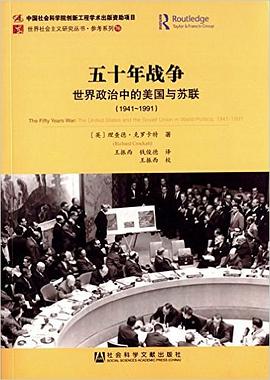 中国社会科学院创新工程学术出版资助项目
Routledge
Taylor & Francis Group
世界社会主义研究丛书·参考系列
五十年战争
世界政治中的美国与苏联
(1941~1991)
The Fifty Years War: The United States and the Soviet Union in World Politics, 1941-1991
[英] 理查德·克罗卡特 著
(Richard Crockatt)
王振西 钱俊德 译
王振西 校
社会科学文献出版社
SOCIAL SCIENCES ACADEMIC PRESS (CHINA)